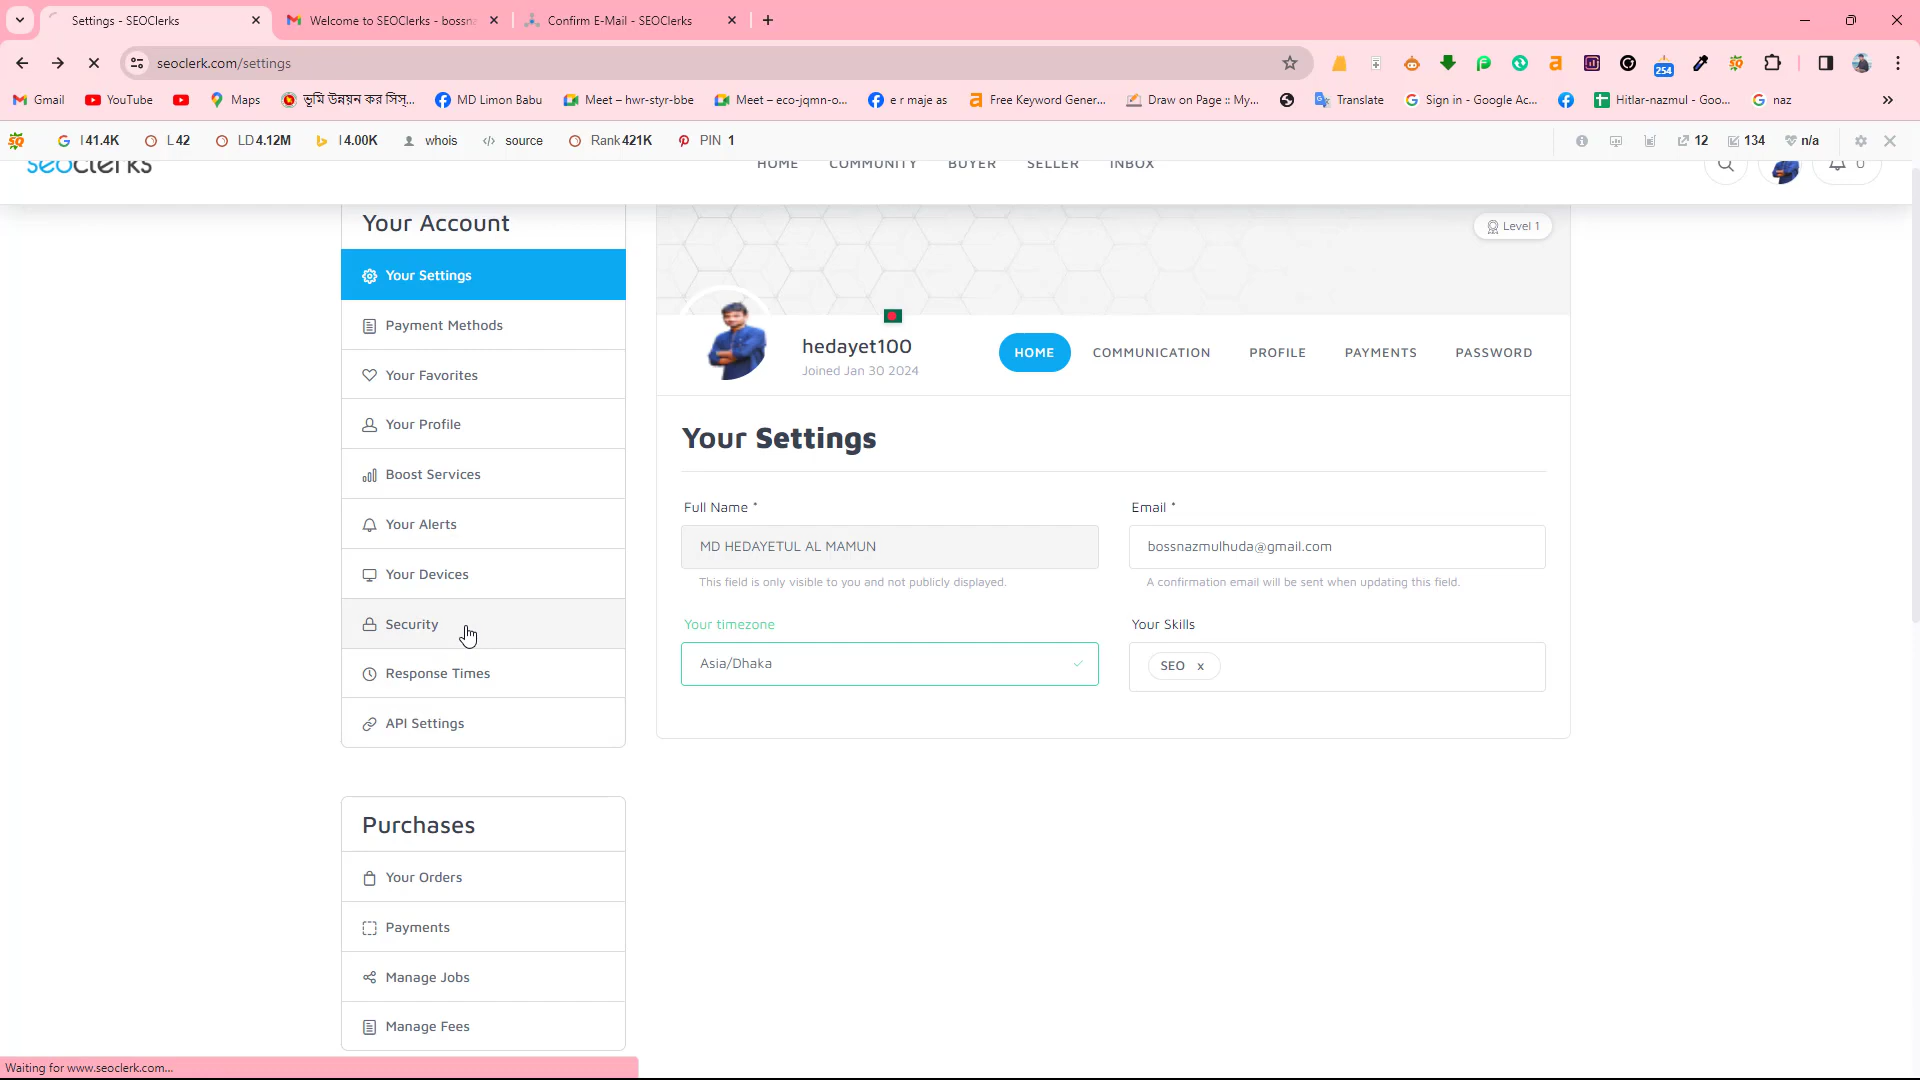 Settings - SEOClerks
Welcome to SEOClerks - bossna
Confirm E-Mail - SEOClerks
seoclerk.com/settings
254
Gmail
YouTube
Maps
ভূমি উন্নয়ন কর সিস্...
MD Limon Babu
Meet – hwr-styr-bbe
Meet – eco-jqmn-o...
e r maje as
Free Keyword Gener...
Draw on Page :: My...
Translate
Sign in - Google Ac...
Hitlar-nazmul - Goo...
naz
I 41.4K
L 42
LD 4.12M
I 4.00K
whois
source
Rank 421K
PIN 1
12
134
n/a
seoclerks
HOME
COMMUNITY
BUYER
SELLER
INBOX
0
Your Account
Your Settings
Payment Methods
Your Favorites
Your Profile
Boost Services
Your Alerts
Your Devices
Security
Response Times
API Settings
Purchases
Your Orders
Payments
Manage Jobs
Manage Fees
Level 1
hedayet100
Joined Jan 30 2024
HOME
COMMUNICATION
PROFILE
PAYMENTS
PASSWORD
Your Settings
Full Name *
MD HEDAYETUL AL MAMUN
This field is only visible to you and not publicly displayed.
Email *
bossnazmulhuda@gmail.com
A confirmation email will be sent when updating this field.
Your timezone
Asia/Dhaka
Your Skills
SEO x
Waiting for www.seoclerk.com...